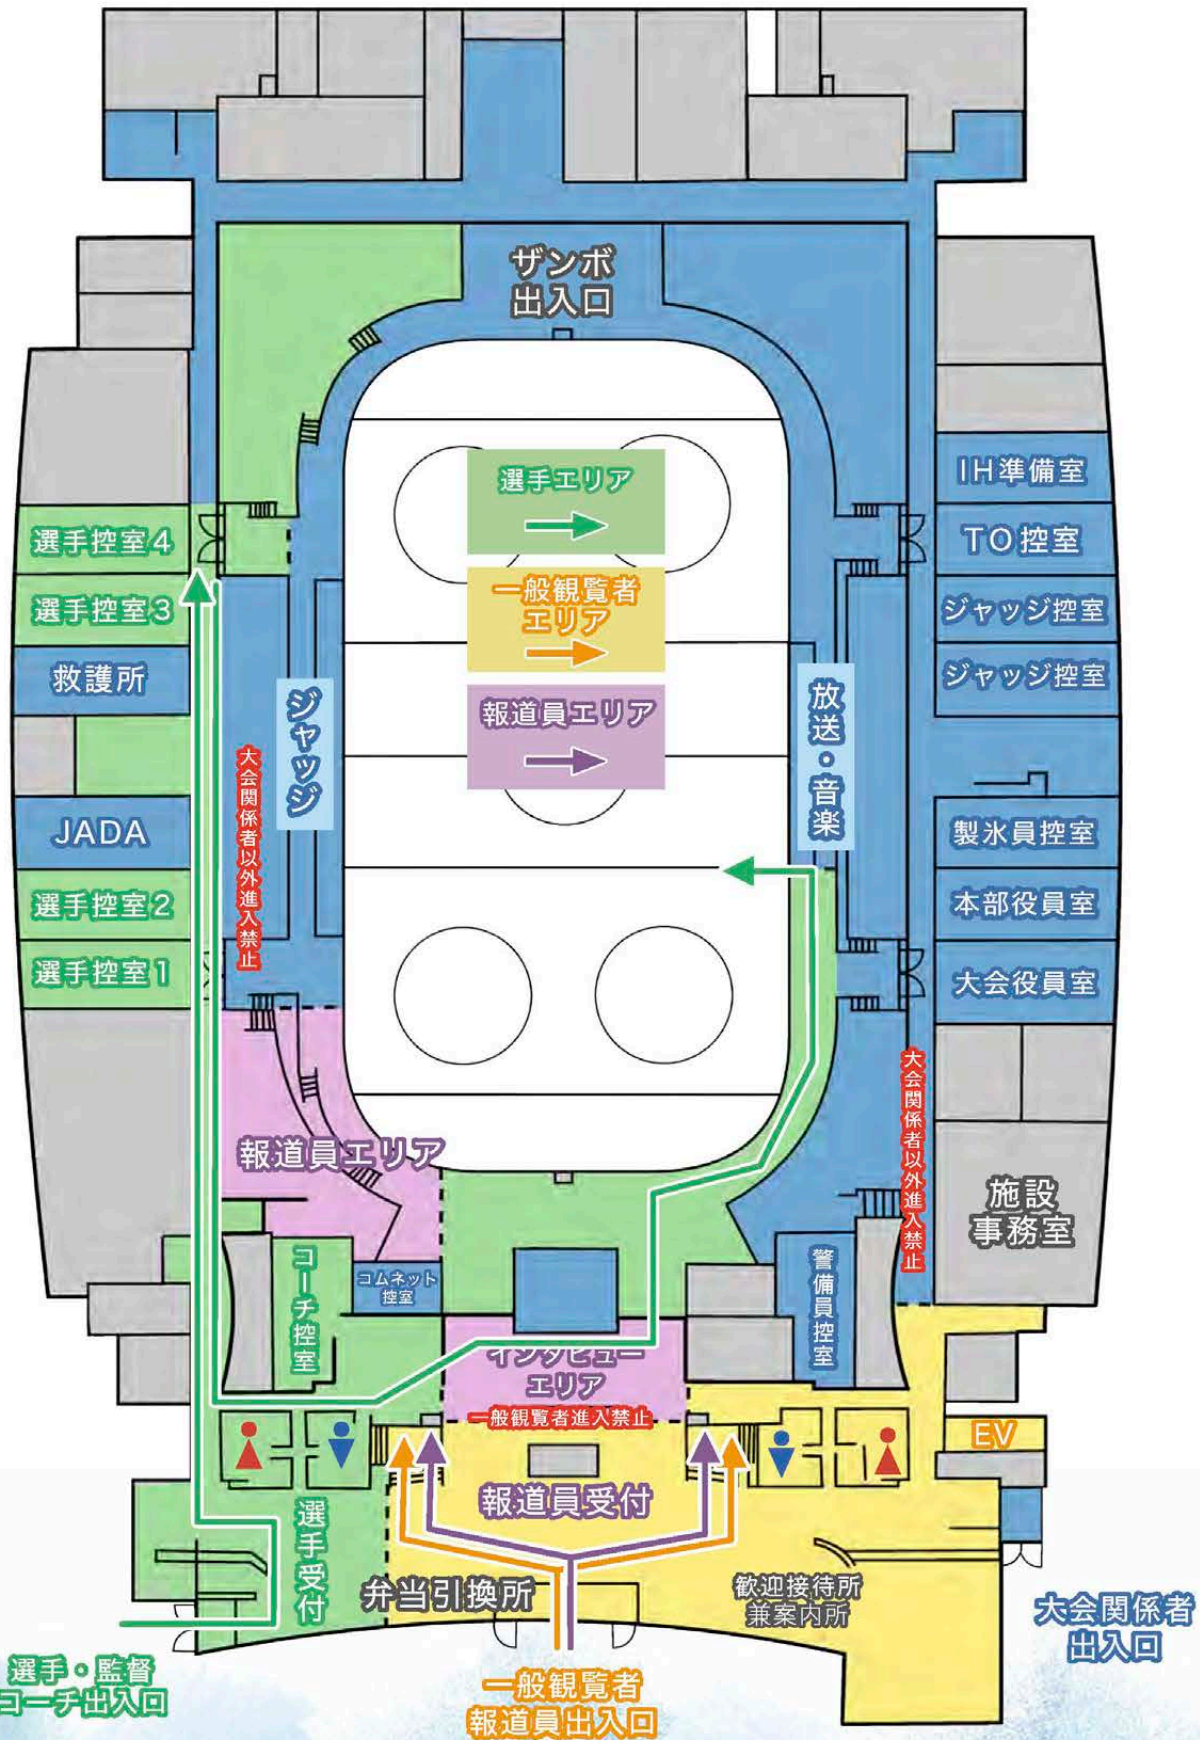 ザンボ
出入口
選手エリア
一般観覧者
エリア
報道員エリア
選手控室4
選手控室3
救護所
JADA
選手控室2
選手控室1
大会関係者以外進入禁止
ジャッジ
放送・音楽
IH準備室
TO控室
ジャッジ控室
ジャッジ控室
製氷員控室
本部役員室
大会役員室
大会関係者以外進入禁止
施設
事務室
報道員エリア
コーチ控室
コムネット
控室
警備員控室
インタビュー
エリア
一般観覧者進入禁止
EV
報道員受付
選手受付
弁当引換所
歓迎接待所
兼案内所
大会関係者
出入口
選手・監督
コーチ出入口
一般観覧者
報道員出入口